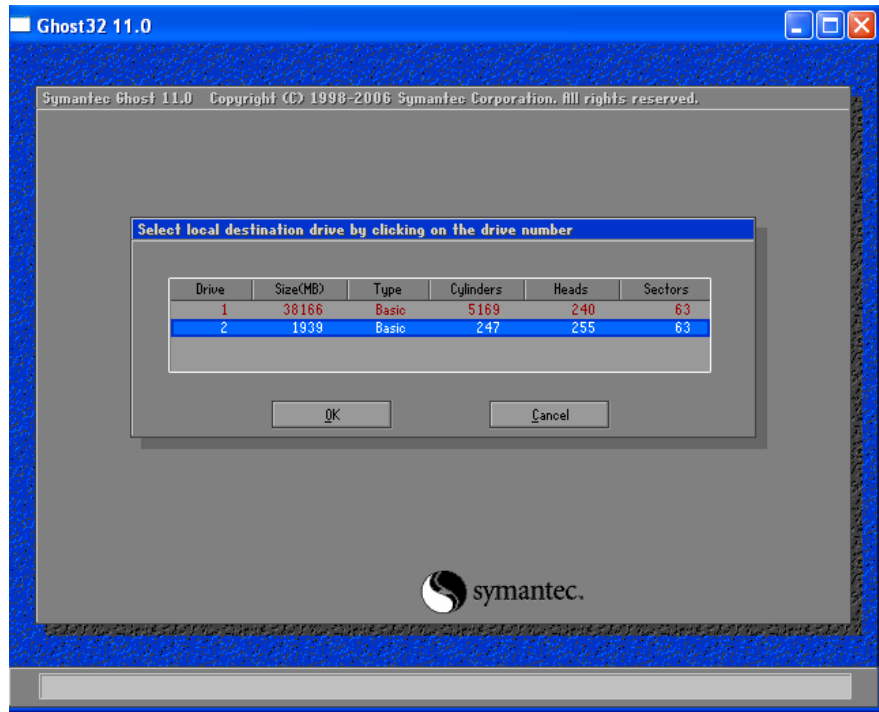 Ghost32 11.0
Symantec Ghost 11.0 Copyright (C) 1998-2006 Symantec Corporation. All rights reserved.
Select local destination drive by clicking on the drive number
Drive Size(MB) Type Cylinders Heads Sectors
1 38166 Basic 5169 240 63
2 1939 Basic 247 255 63
OK Cancel
symantec.